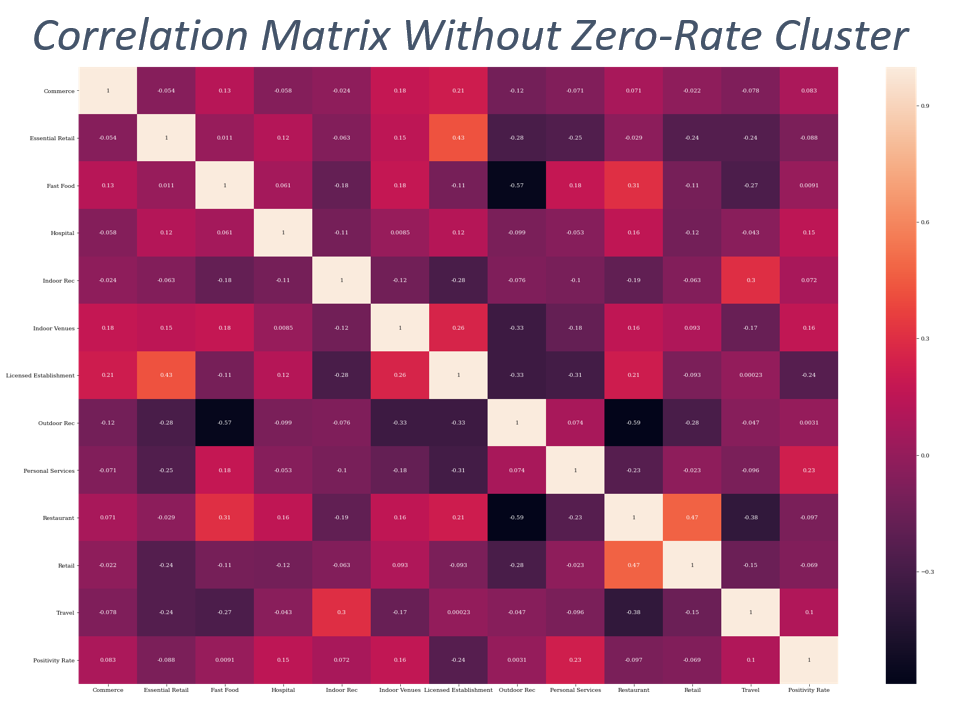 Correlation Matrix Without Zero-Rate Cluster
Commerce 1 -0.054 0.13 -0.058 -0.024 0.18 0.21 -0.12 -0.071 0.071 -0.022 -0.078 0.083
Essential Retail -0.054 1 0.011 0.12 -0.063 0.15 0.43 -0.28 -0.25 -0.029 -0.24 -0.24 -0.088
Fast Food 0.13 0.011 1 0.061 -0.18 0.18 -0.11 -0.57 0.18 0.31 -0.11 -0.27 0.0091
Hospital -0.058 0.12 0.061 1 -0.11 0.0085 0.12 -0.099 -0.053 0.16 -0.12 -0.043 0.15
Indoor Rec -0.024 -0.063 -0.18 -0.11 1 -0.12 -0.28 -0.076 -0.1 -0.19 -0.063 0.3 0.072
Indoor Venues 0.18 0.15 0.18 0.0085 -0.12 1 0.26 -0.33 -0.18 0.16 0.093 -0.17 0.16
Licensed Establishment 0.21 0.43 -0.11 0.12 -0.28 0.26 1 -0.33 -0.31 0.21 -0.093 0.00023 -0.24
Outdoor Rec -0.12 -0.28 -0.57 -0.099 -0.076 -0.33 -0.33 1 0.074 -0.59 -0.28 -0.047 0.0031
Personal Services -0.071 -0.25 0.18 -0.053 -0.1 -0.18 -0.31 0.074 1 -0.23 -0.023 -0.096 0.23
Restaurant 0.071 -0.029 0.31 0.16 -0.19 0.16 0.21 -0.59 -0.23 1 0.47 -0.38 -0.097
Retail -0.022 -0.24 -0.11 -0.12 -0.063 0.093 -0.093 -0.28 -0.023 0.47 1 -0.15 -0.069
Travel -0.078 -0.24 -0.27 -0.043 0.3 -0.17 0.00023 -0.047 -0.096 -0.38 -0.15 1 0.1
Positivity Rate 0.083 -0.088 0.0091 0.15 0.072 0.16 -0.24 0.0031 0.23 -0.097 -0.069 0.1 1
Commerce Essential Retail Fast Food Hospital Indoor Rec Indoor Venues Licensed Establishment Outdoor Rec Personal Services Restaurant Retail Travel Positivity Rate
0.9
0.6
0.3
0.0
−0.3